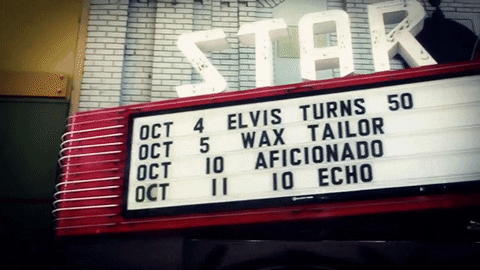 STAR
OCT 4 ELVIS TURNS 50
OCT 5 WAX TAILOR
OCT 10 AFICIONADO
OCT 11 10 ECHO